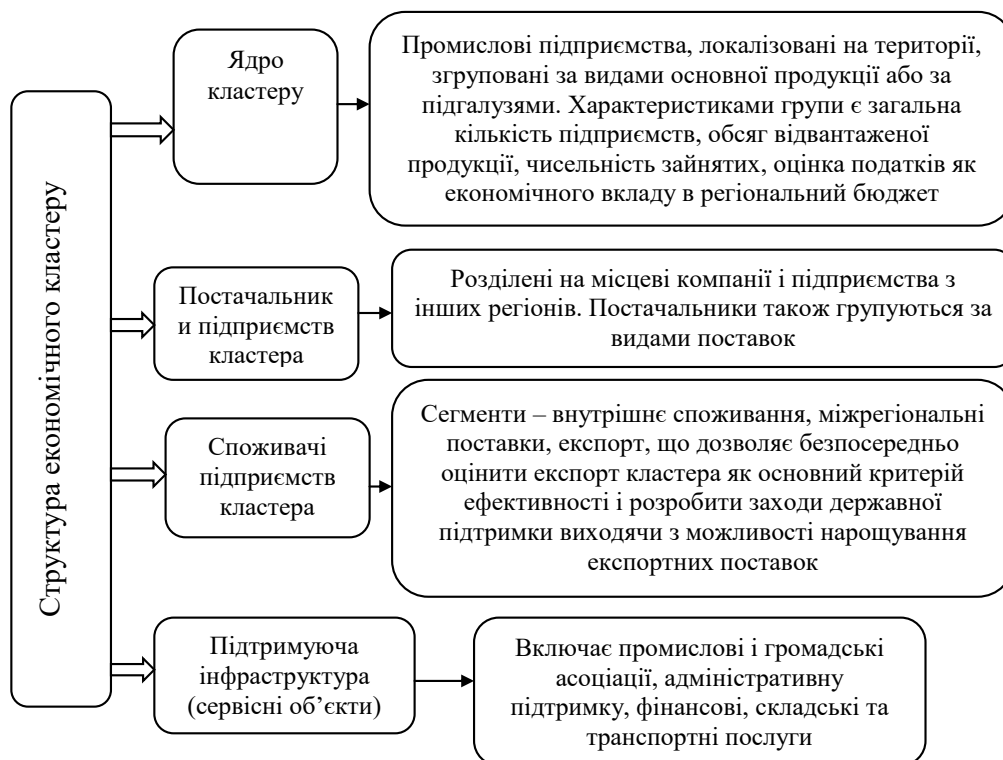 Структура економічного кластеру
Ядро
кластеру
Промислові підприємства, локалізовані на території,
згруповані за видами основної продукції або за
підгалузями. Характеристиками групи є загальна
кількість підприємств, обсяг відвантаженої
продукції, чисельність зайнятих, оцінка податків як
економічного вкладу в регіональний бюджет
Постачальник
и підприємств
кластера
Розділені на місцеві компанії і підприємства з
інших регіонів. Постачальники також групуються за
видами поставок
Споживачі
підприємств
кластера
Сегменти – внутрішнє споживання, міжрегіональні
поставки, експорт, що дозволяє безпосередньо
оцінити експорт кластера як основний критерій
ефективності і розробити заходи державної
підтримки виходячи з можливості нарощування
експортних поставок
Підтримуюча
інфраструктура
(сервісні об’єкти)
Включає промислові і громадські
асоціації, адміністративну
підтримку, фінансові, складські та
транспортні послуги